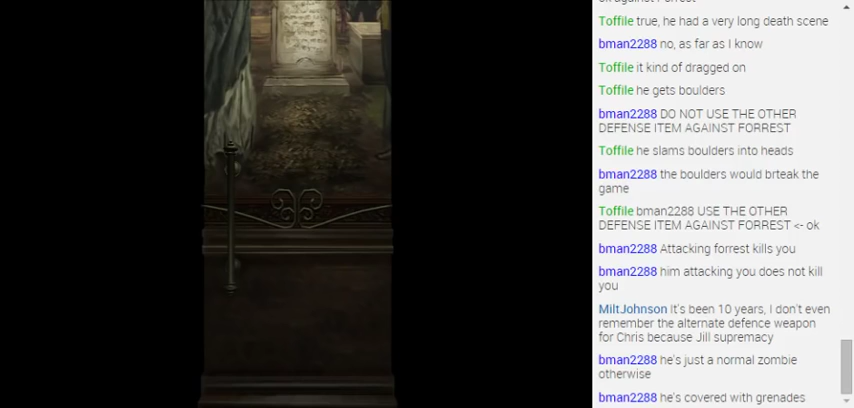 Toffile true, he had a very long death scene
bman2288 no, as far as I know
Toffile it kind of dragged on
Toffile he gets boulders
bman2288 DO NOT USE THE OTHER
DEFENSE ITEM AGAINST FORREST
Toffile he slams boulders into heads
bman2288 the boulders would brteak the
game
Toffile bman2288 USE THE OTHER
DEFENSE ITEM AGAINST FORREST <- ok
bman2288 Attacking forrest kills you
bman2288 him attacking you does not kill
you
MiltJohnson It's been 10 years, I don't even
remember the alternate defence weapon
for Chris because Jill supremacy
bman2288 he's just a normal zombie
otherwise
bman2288 he's covered with grenades